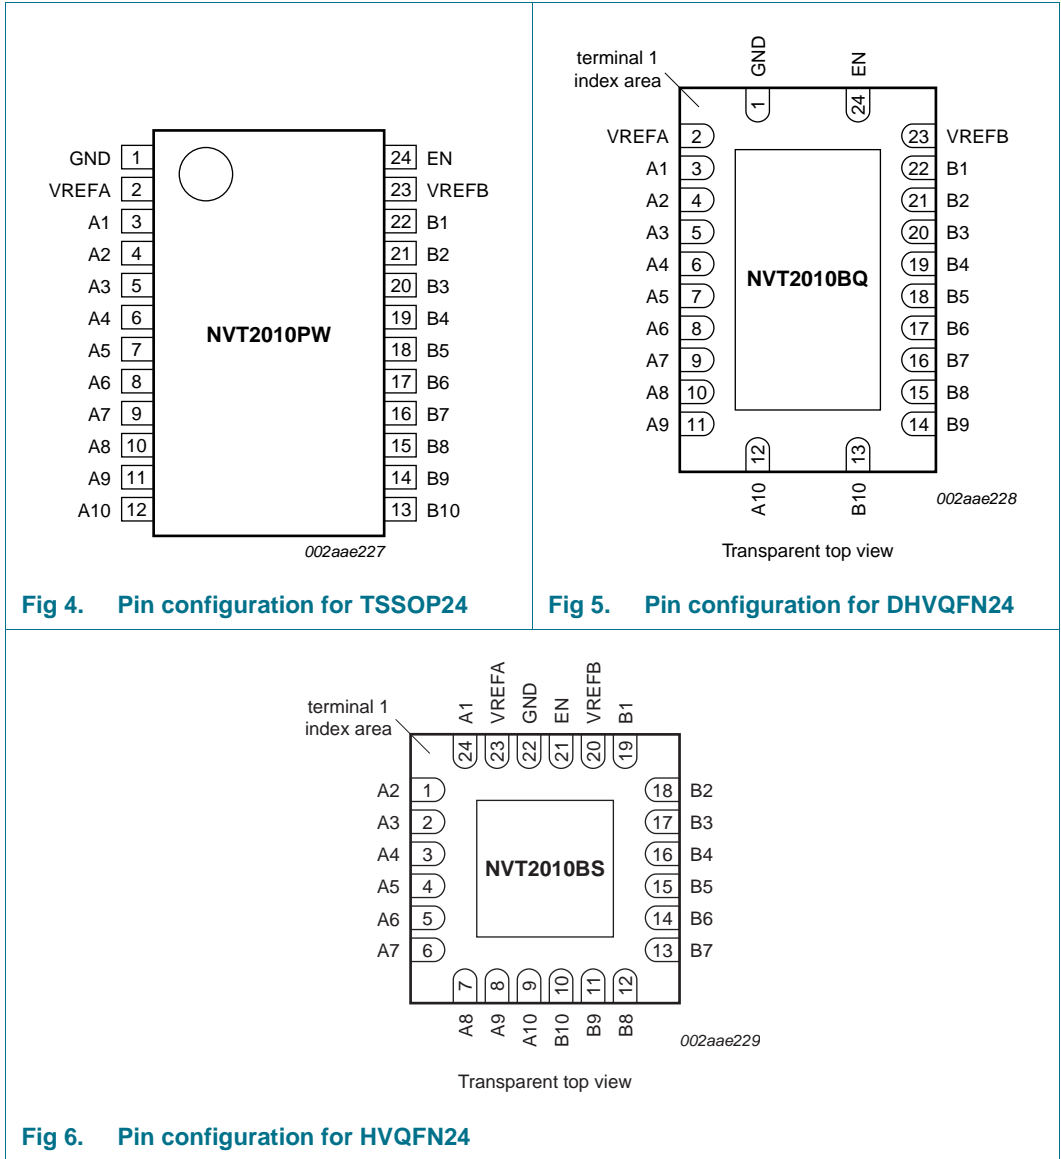 GND 1
VREFA 2
A1 3
A2 4
A3 5
A4 6
A5 7
A6 8
A7 9
A8 10
A9 11
A10 12
NVT2010PW
24 EN
23 VREFB
22 B1
21 B2
20 B3
19 B4
18 B5
17 B6
16 B7
15 B8
14 B9
13 B10
002aae227
Fig 4. Pin configuration for TSSOP24
terminal 1
index area
GND
1
EN
24
VREFA 2
A1 3
A2 4
A3 5
A4 6
A5 7
A6 8
A7 9
A8 10
A9 11
NVT2010BQ
23 VREFB
22 B1
21 B2
20 B3
19 B4
18 B5
17 B6
16 B7
15 B8
14 B9
12
A10
13
B10
002aae228
Transparent top view
Fig 5. Pin configuration for DHVQFN24
terminal 1
index area
A1
VREFA
GND
EN
VREFB
B1
24
23
22
21
20
19
A2 1
A3 2
A4 3
A5 4
A6 5
A7 6
NVT2010BS
18 B2
17 B3
16 B4
15 B5
14 B6
13 B7
7
8
9
10
11
12
A8
A9
A10
B10
B9
B8
002aae229
Transparent top view
Fig 6. Pin configuration for HVQFN24